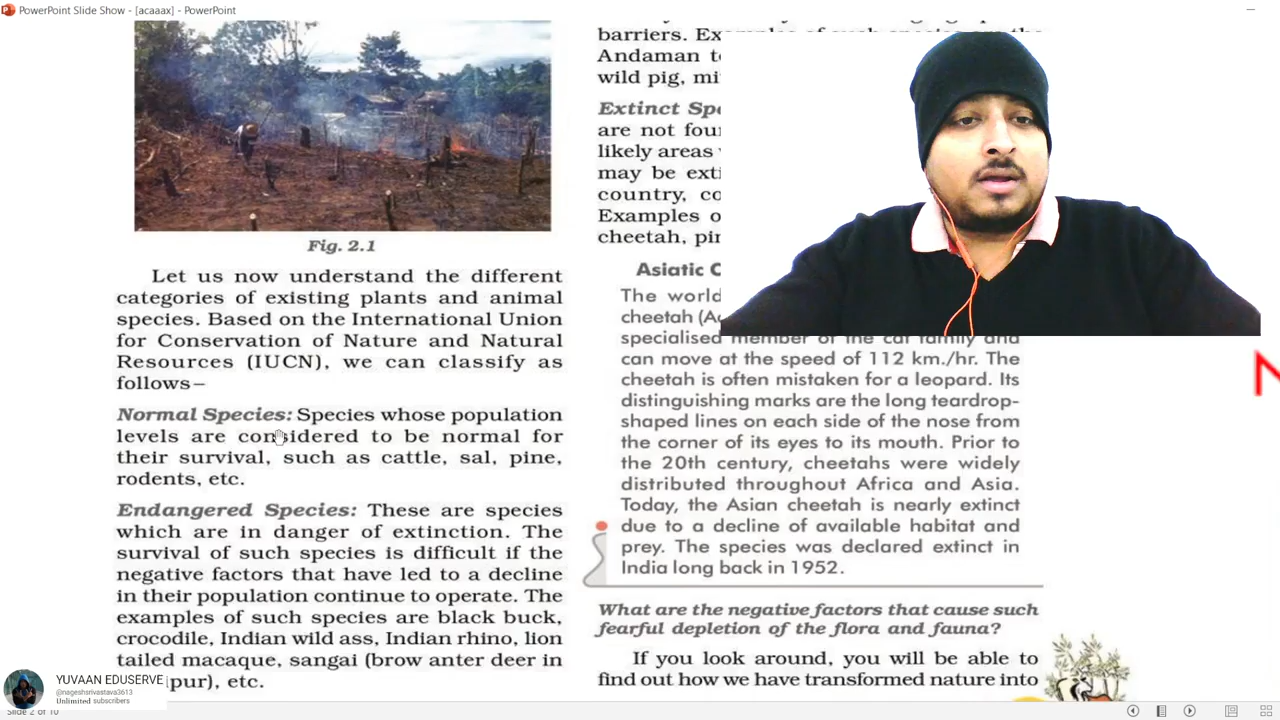 PowerPoint Slide Show - [acaaax] - PowerPoint
Fig. 2.1
Let us now understand the different
categories of existing plants and animal
species. Based on the International Union
for Conservation of Nature and Natural
Resources (IUCN), we can classify as
follows–
Normal Species: Species whose population
levels are considered to be normal for
their survival, such as cattle, sal, pine,
rodents, etc.
Endangered Species: These are species
which are in danger of extinction. The
survival of such species is difficult if the
negative factors that have led to a decline
in their population continue to operate. The
examples of such species are black buck,
crocodile, Indian wild ass, Indian rhino, lion
tailed macaque, sangai (brow anter deer in
ipur), etc.
barriers. Ex
Andaman t
wild pig, mi
Extinct Spe
are not four
likely areas
may be exti
country, co
Examples o
cheetah, pin
Asiatic C
The world
cheetah (Ac
specialised member of the cat family and
can move at the speed of 112 km./hr. The
cheetah is often mistaken for a leopard. Its
distinguishing marks are the long teardrop-
shaped lines on each side of the nose from
the corner of its eyes to its mouth. Prior to
the 20th century, cheetahs were widely
distributed throughout Africa and Asia.
Today, the Asian cheetah is nearly extinct
due to a decline of available habitat and
prey. The species was declared extinct in
India long back in 1952.
What are the negative factors that cause such
fearful depletion of the flora and fauna?
If you look around, you will be able to
find out how we have transformed nature into
YUVAAN EDUSERVE
@nageshsrivastava3613
Unlimited subscribers
Slide 2 of 10